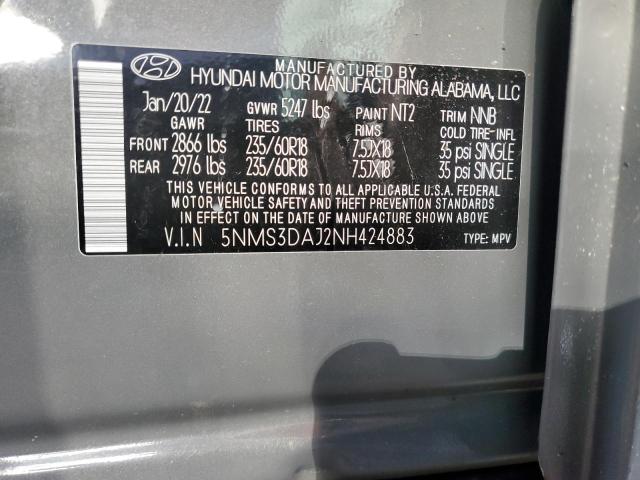 MANUFACTURED BY
HYUNDAI MOTOR MANUFACTURING ALABAMA, LLC
Jan/20/22 GVWR 5247 lbs PAINT NT2 TRIM NNB
GAWR TIRES RIMS COLD TIRE-INFL
FRONT 2866 lbs 235/60R18 7.5JX18 35 psi SINGLE
REAR 2976 lbs 235/60R18 7.5JX18 35 psi SINGLE
THIS VEHICLE CONFORMS TO ALL APPLICABLE U.S.A. FEDERAL
MOTOR VEHICLE SAFETY AND THEFT PREVENTION STANDARDS
IN EFFECT ON THE DATE OF MANUFACTURE SHOWN ABOVE.
V.I.N 5NMS3DAJ2NH424883 TYPE: MPV